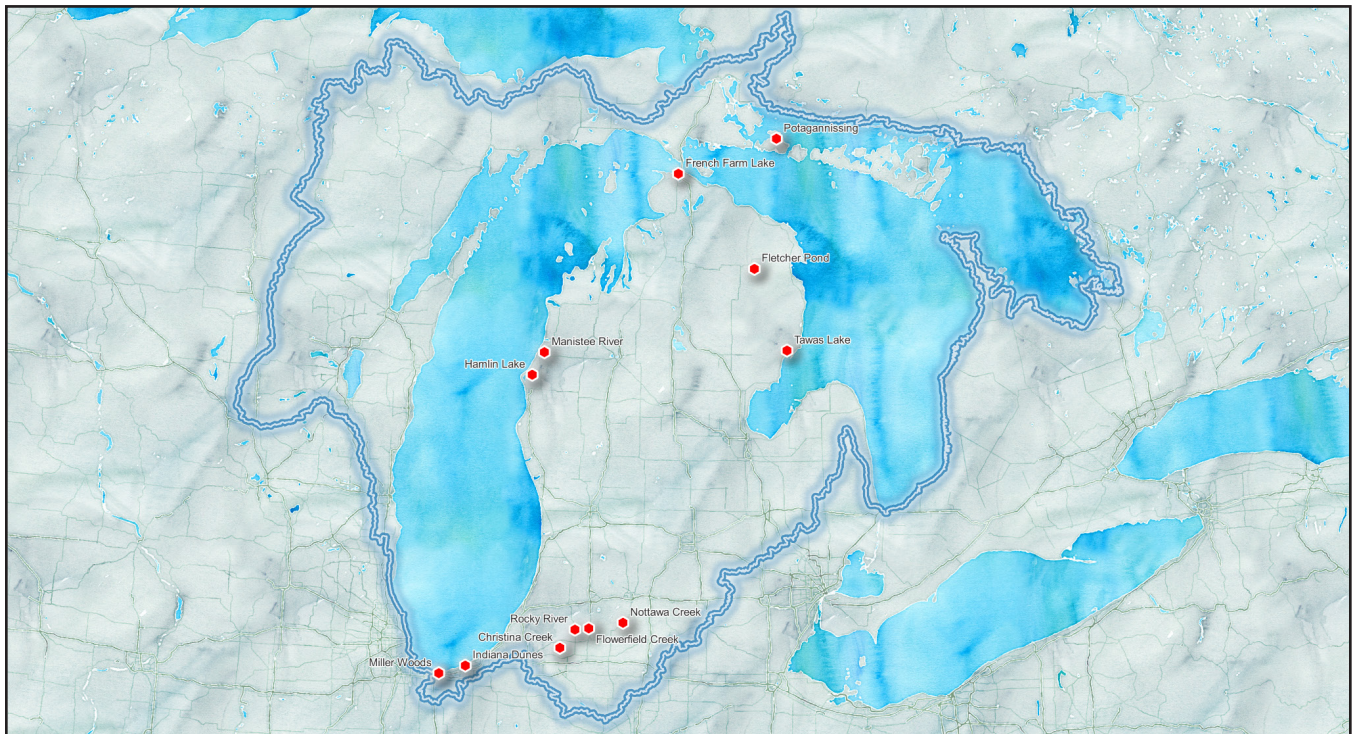 Potagannissing
French Farm Lake
Fletcher Pond
Tawas Lake
Manistee River
Hamlin Lake
Nottawa Creek
Rocky River
Flowerfield Creek
Christina Creek
Indiana Dunes
Miller Woods